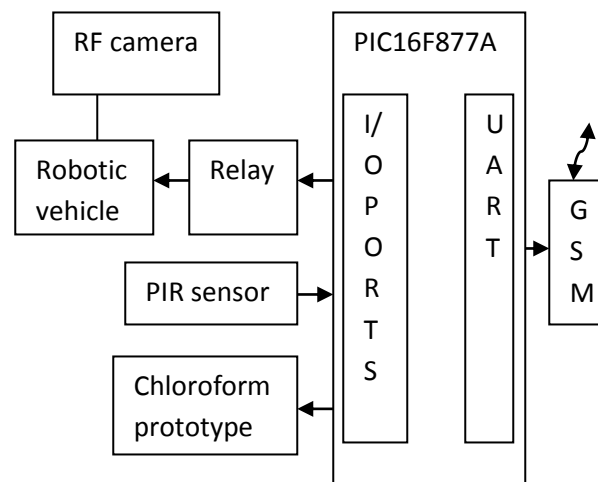 RF camera
PIC16F877A
Robotic
vehicle
Relay
PIR sensor
Chloroform
prototype
I/
O
P
O
R
T
S
U
A
R
T
G
S
M